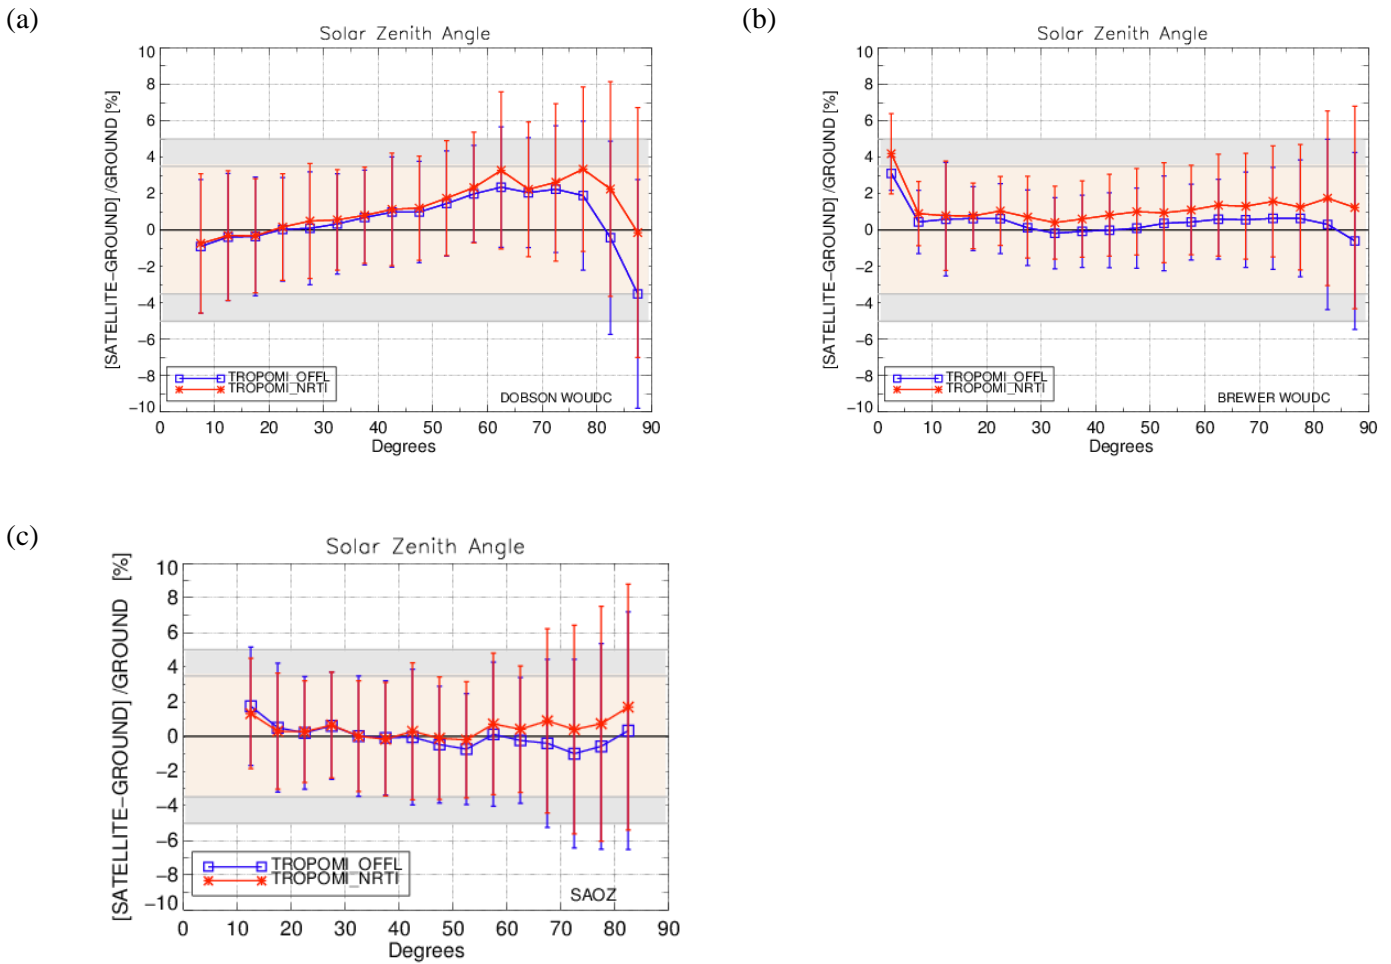 (a)
Solar Zenith Angle
[SATELLITE-GROUND]/GROUND [%]
10
8
6
4
2
0
-2
-4
-6
-8
-10
TROPOMI_OFFL
TROPOMI_NRTI
DOBSON WOUDC
0 10 20 30 40 50 60 70 80 90
Degrees
(b)
Solar Zenith Angle
[SATELLITE-GROUND]/GROUND [%]
10
8
6
4
2
0
-2
-4
-6
-8
-10
TROPOMI_OFFL
TROPOMI_NRTI
BREWER WOUDC
0 10 20 30 40 50 60 70 80 90
Degrees
(c)
Solar Zenith Angle
[SATELLITE-GROUND]/GROUND [%]
10
8
6
4
2
0
-2
-4
-6
-8
-10
TROPOMI_OFFL
TROPOMI_NRTI
SAOZ
0 10 20 30 40 50 60 70 80 90
Degrees